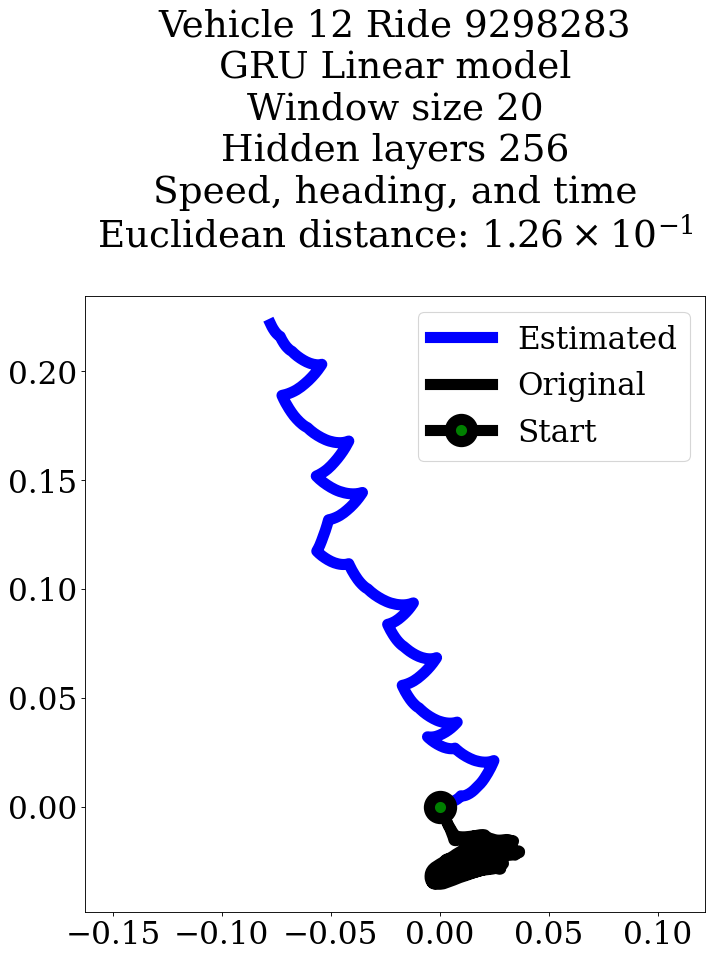 Vehicle 12 Ride 9298283
GRU Linear model
Window size 20
Hidden layers 256
Speed, heading, and time
Euclidean distance: 1.26 × 10⁻¹
Estimated
Original
Start
0.20
0.15
0.10
0.05
0.00
−0.15 −0.10 −0.05 0.00 0.05 0.10